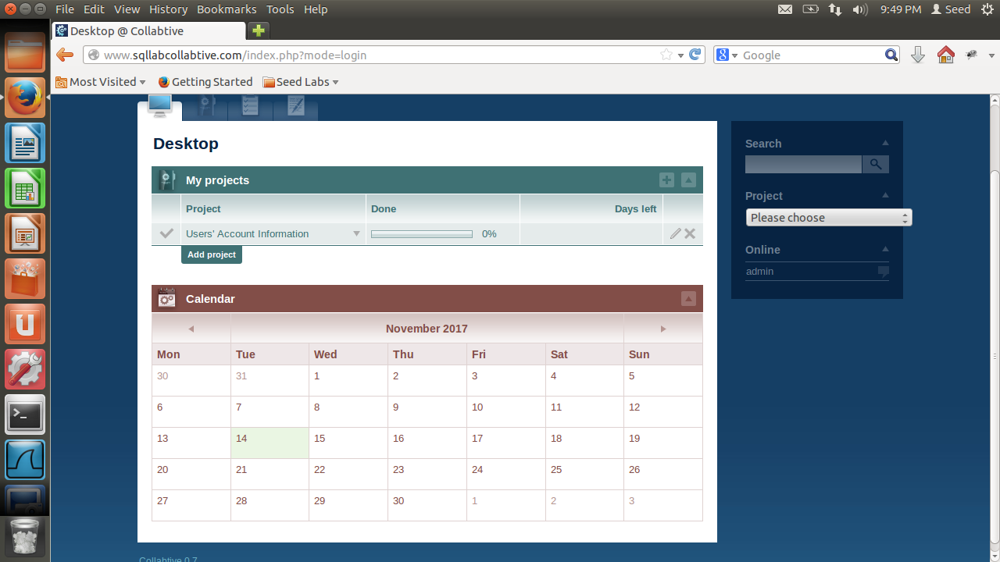 File Edit View History Bookmarks Tools Help 9:49 PM Seed
Desktop @ Collabtive
www.sqllabcollabtive.com/index.php?mode=login Google
Most Visited Getting Started Seed Labs
Desktop
My projects
Project Done Days left
Users' Account Information 0%
Add project
Calendar
November 2017
Mon Tue Wed Thu Fri Sat Sun
30 31 1 2 3 4 5
6 7 8 9 10 11 12
13 14 15 16 17 18 19
20 21 22 23 24 25 26
27 28 29 30 1 2 3
Search
Project
Please choose
Online
admin
Collabtive 0.7